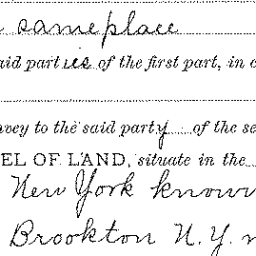 same place
aid parties of the first part, in c
vey to the said party of the se
EL OF LAND, situate in the
New York know
Brookton N.Y.